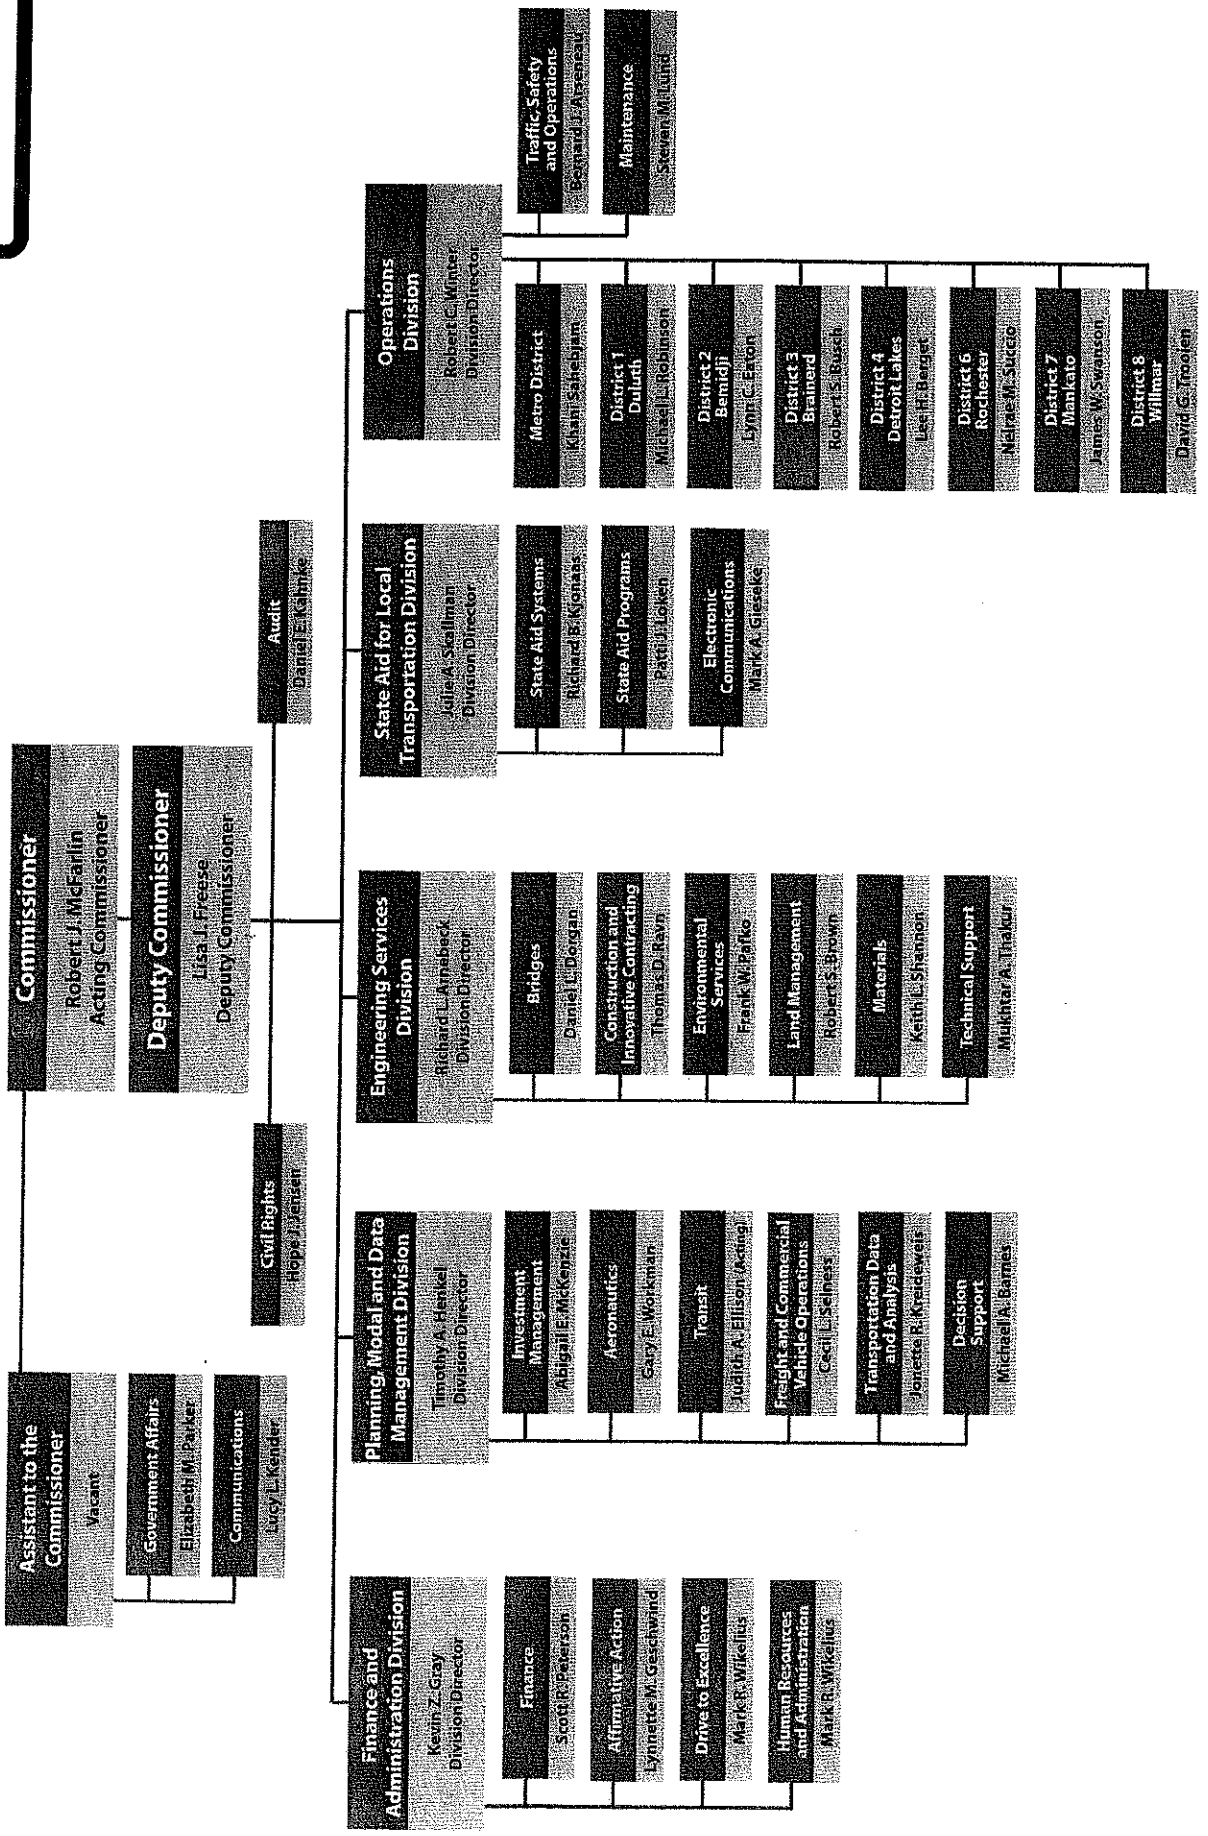 Commissioner
Robert J. McFarlin
Acting Commissioner
Deputy Commissioner
Lisa J. Freese
Deputy Commissioner
Assistant to the
Commissioner
Vacant
Government Affairs
Elizabeth M. Parker
Communications
Lucy L. Kender
Civil Rights
Hope J. Jensen
Audit
Daniel E. Kahnke
Finance and
Administration Division
Kevin Z. Gray
Division Director
Finance
Scott R. Peterson
Affirmative Action
Lynnette M. Geschwind
Drive to Excellence
Mark R. Wikelius
Human Resources
and Administration
Mark R. Wikelius
Planning, Modal and Data
Management Division
Timothy A. Henkel
Division Director
Investment
Management
Abigail E. McKenzie
Aeronautics
Gary E. Workman
Transit
Judith A. Ellison (Acting)
Freight and Commercial
Vehicle Operations
Cecil L. Selness
Transportation Data
and Analysis
Jonette R. Kreideweis
Decision
Support
Michael A. Barnes
Engineering Services
Division
Richard L. Arnebeck
Division Director
Bridges
Daniel L. Dorgan
Construction and
Innovative Contracting
Thomas D. Ravn
Environmental
Services
Frank W. Pafko
Land Management
Robert S. Brown
Materials
Keith L. Shannon
Technical Support
Mukhtar A. Thakur
State Aid for Local
Transportation Division
Julie A. Skallman
Division Director
State Aid Systems
Richard B. Kjonaas
State Aid Programs
Patti J. Loken
Electronic
Communications
Mark A. Gieseke
Operations
Division
Robert C. Winter
Division Director
Metro District
Khani Sahebjam
District 1
Duluth
Michael L. Robinson
District 2
Bemidji
Lynn C. Eaton
District 3
Brainerd
Robert S. Busch
District 4
Detroit Lakes
Lee H. Berget
District 6
Rochester
Nelrae M. Succio
District 7
Mankato
James W. Swanson
District 8
Willmar
David G. Trooien
Traffic, Safety
and Operations
Bernard J. Arseneau
Maintenance
Steven M. Lund